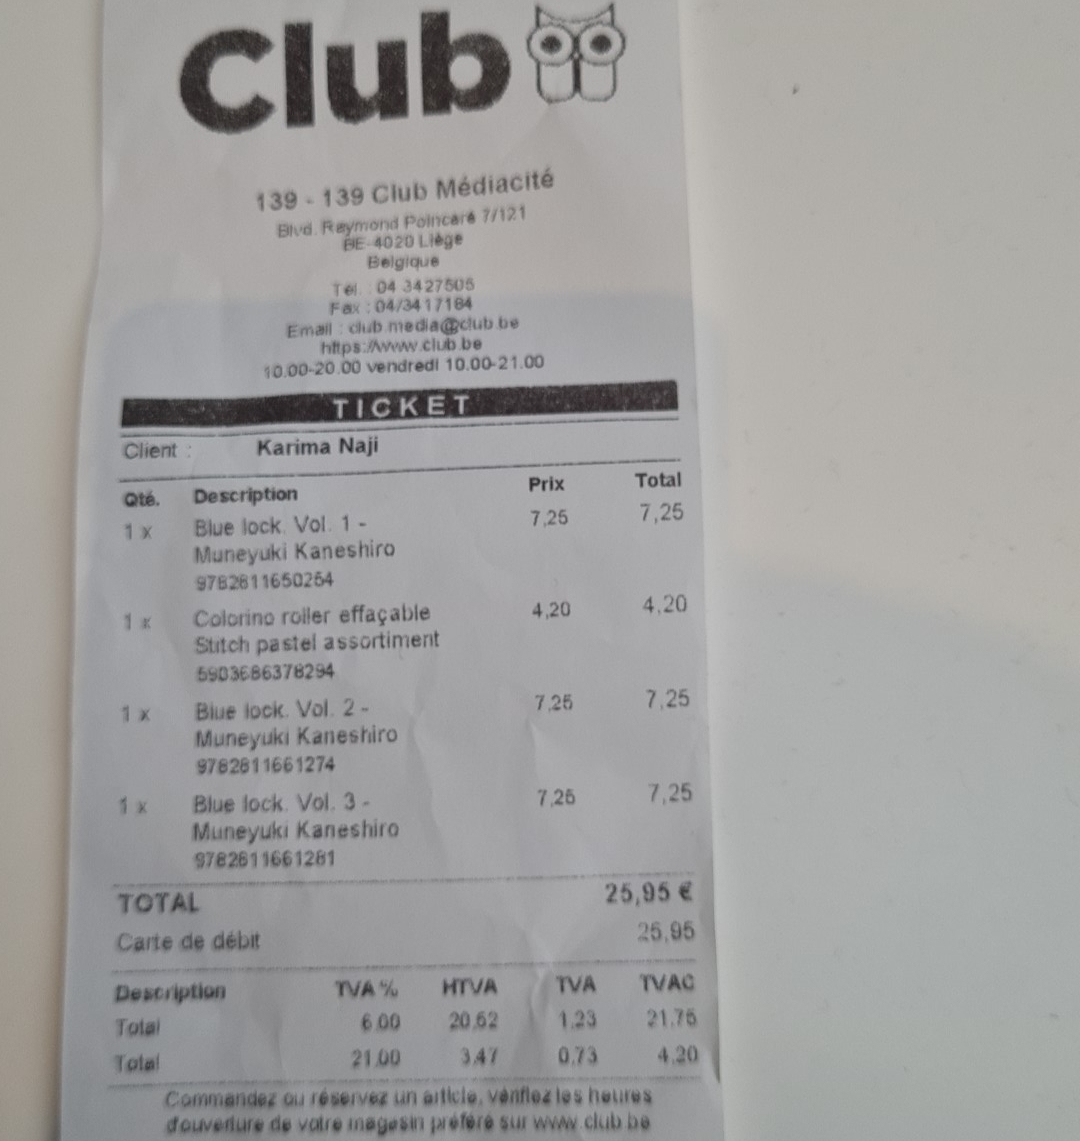 Club
139 - 139 Club Médiacité
Blvd. Raymond Poincaré 7/121
BE-4020 Liège
Belgique
Tél. : 04 3427505
Fax : 04/3417184
Email : club.media@club.be
https://www.club.be
10.00-20.00 vendredi 10.00-21.00
TICKET
Client : Karima Naji
Qté. Description Prix Total
1 x Blue lock. Vol. 1 - 7,25 7,25
Muneyuki Kaneshiro
9782811650254
1 x Colorino roller effaçable 4,20 4,20
Stitch pastel assortiment
5903686378294
1 x Blue lock. Vol. 2 - 7,25 7,25
Muneyuki Kaneshiro
9782811661274
1 x Blue lock. Vol. 3 - 7,25 7,25
Muneyuki Kaneshiro
9782811661281
TOTAL 25,95 €
Carte de débit 25,95
Description TVA % HTVA TVA TVAC
Total 6.00 20.52 1.23 21.75
Total 21.00 3.47 0.73 4.20
Commandez ou réservez un article, vérifiez les heures
d'ouverture de votre magasin préféré sur www.club.be